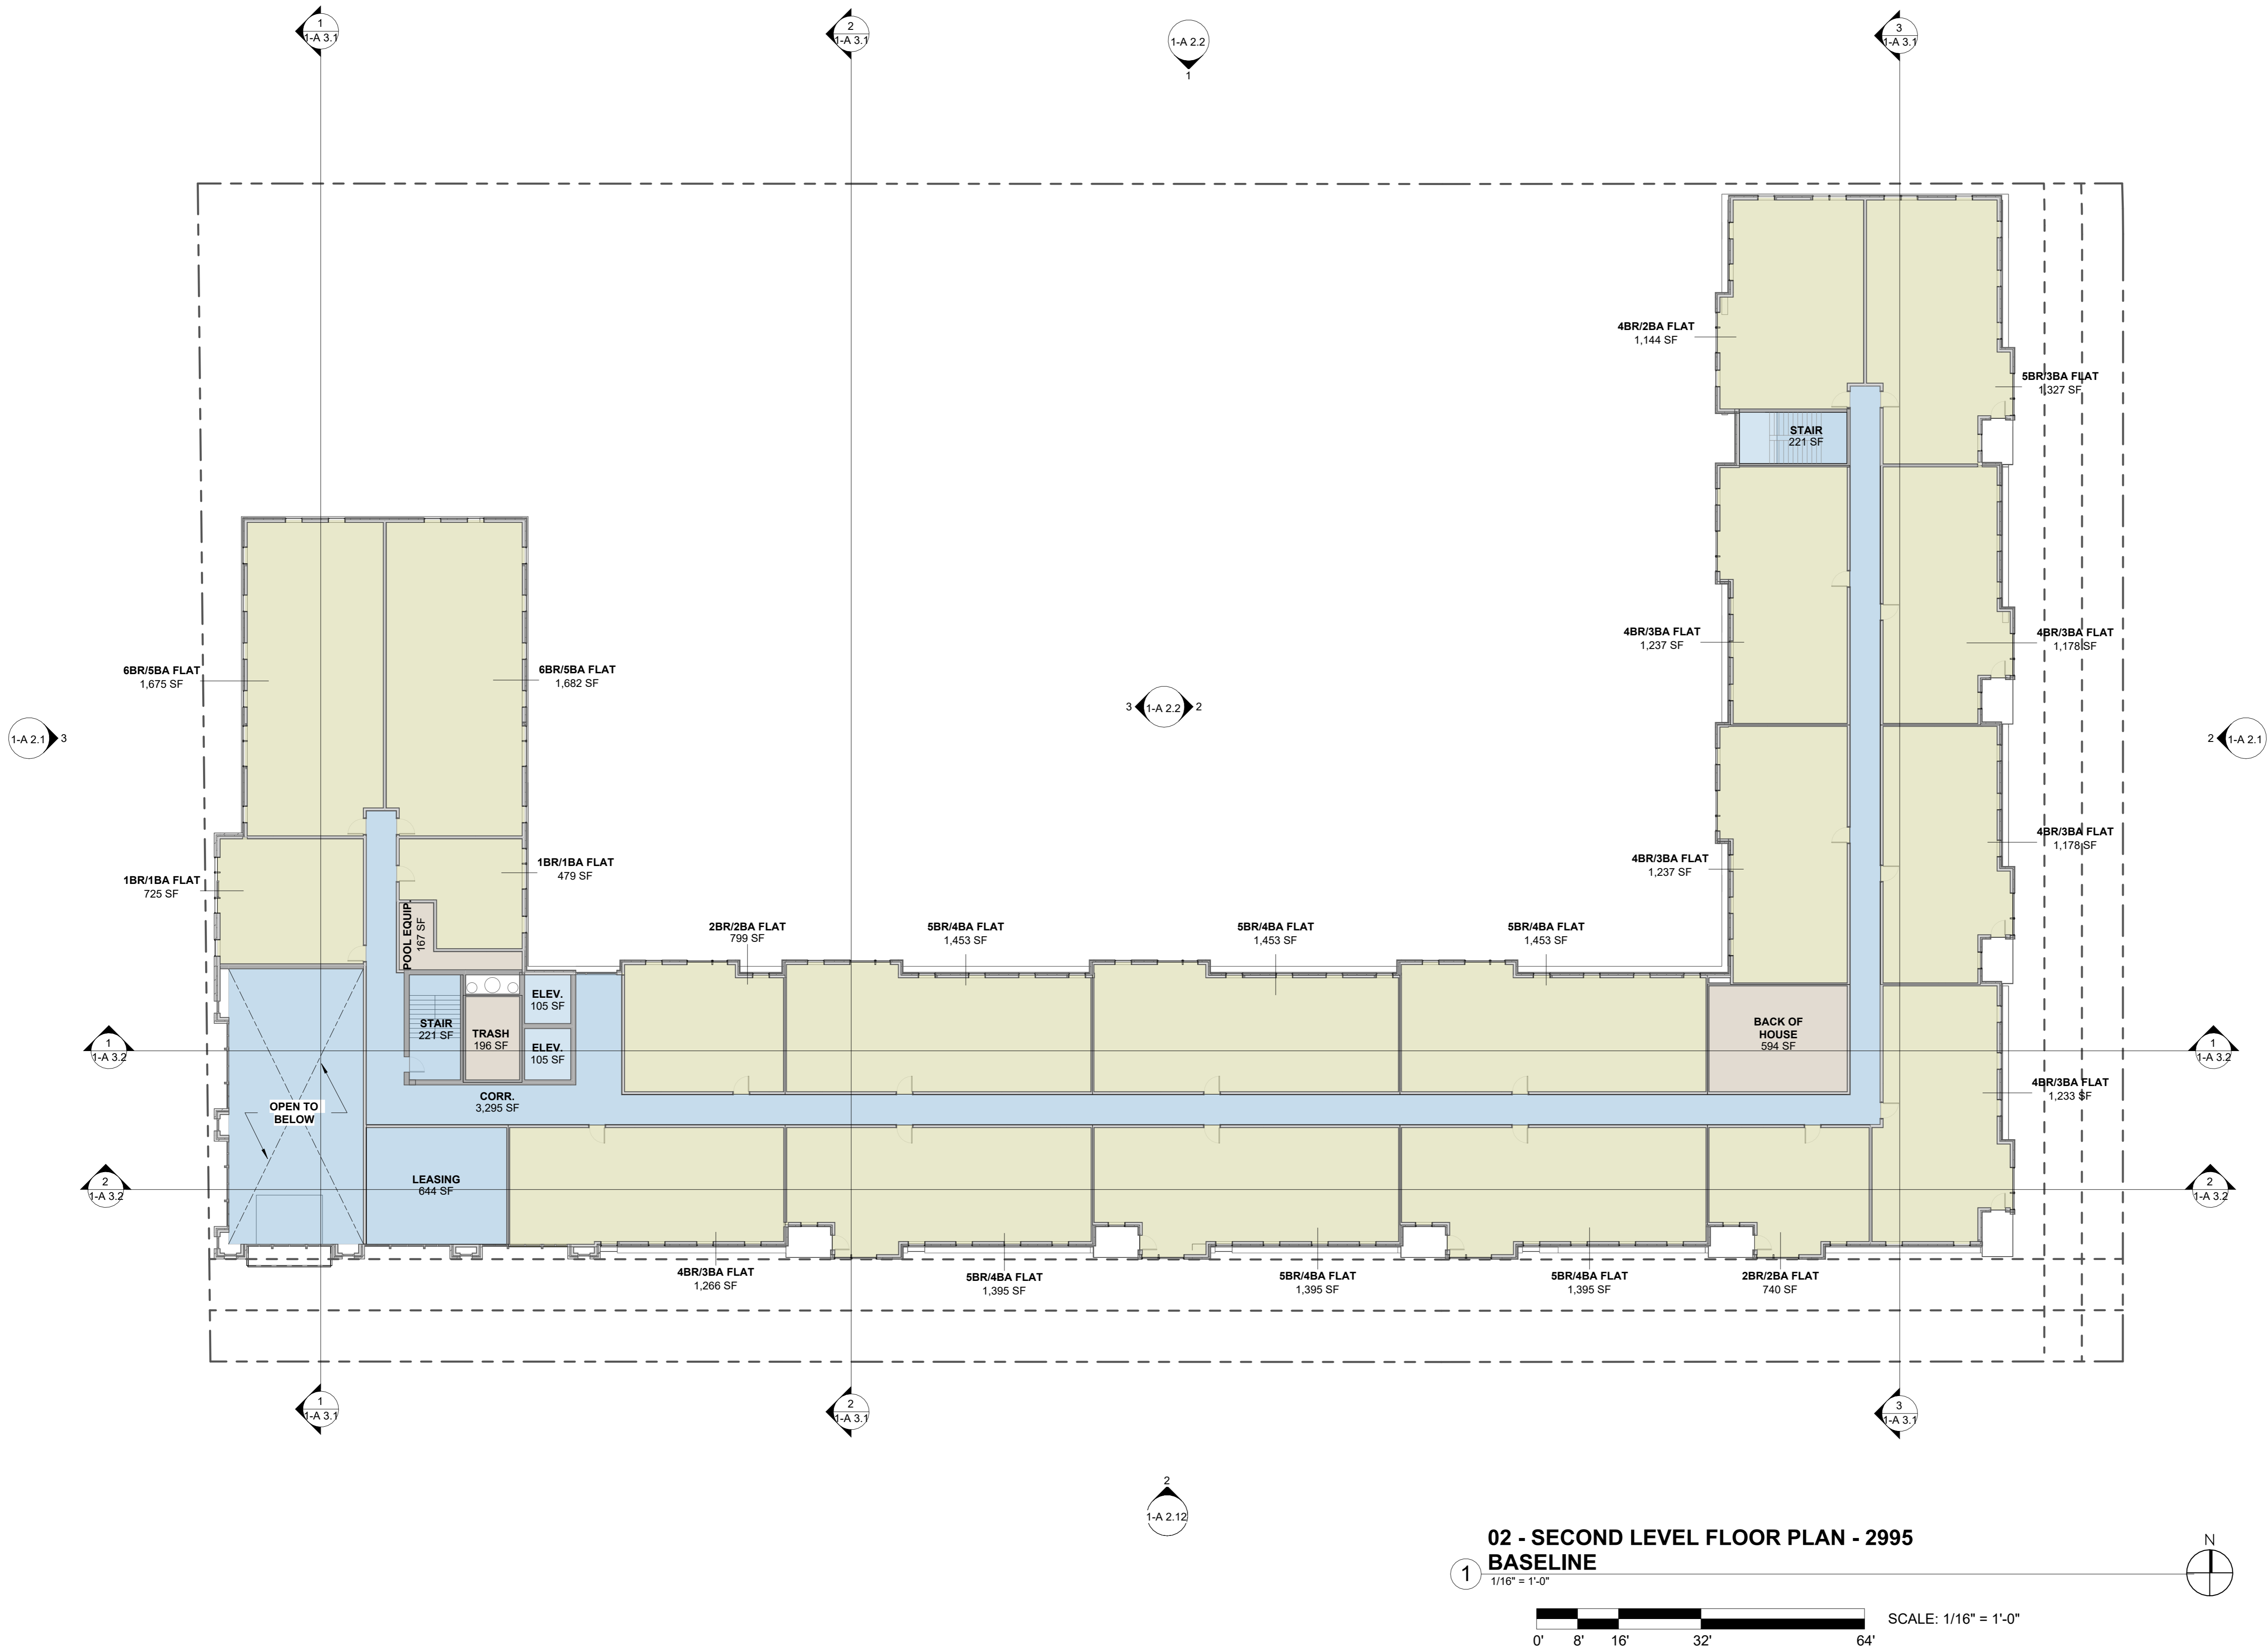 1
1-A 3.1
2
1-A 3.1
1-A 2.2
1
3
1-A 3.1
4BR/2BA FLAT
1,144 SF
5BR/3BA FLAT
1,327 SF
STAIR
221 SF
6BR/5BA FLAT
1,675 SF
6BR/5BA FLAT
1,682 SF
4BR/3BA FLAT
1,237 SF
4BR/3BA FLAT
1,178 SF
3
1-A 2.2
2
1-A 2.1
3
2
1-A 2.1
1BR/1BA FLAT
725 SF
1BR/1BA FLAT
479 SF
4BR/3BA FLAT
1,237 SF
4BR/3BA FLAT
1,178 SF
POOL EQUIP.
167 SF
2BR/2BA FLAT
799 SF
5BR/4BA FLAT
1,453 SF
5BR/4BA FLAT
1,453 SF
5BR/4BA FLAT
1,453 SF
ELEV.
105 SF
STAIR
221 SF
TRASH
196 SF
ELEV.
105 SF
BACK OF
HOUSE
594 SF
1
1-A 3.2
1
1-A 3.2
CORR.
3,295 SF
OPEN TO
BELOW
4BR/3BA FLAT
1,233 SF
LEASING
644 SF
2
1-A 3.2
2
1-A 3.2
4BR/3BA FLAT
1,266 SF
5BR/4BA FLAT
1,395 SF
5BR/4BA FLAT
1,395 SF
5BR/4BA FLAT
1,395 SF
2BR/2BA FLAT
740 SF
1
1-A 3.1
2
1-A 3.1
3
1-A 3.1
2
1-A 2.12
02 - SECOND LEVEL FLOOR PLAN - 2995
BASELINE
1
1/16" = 1'-0"
N
SCALE: 1/16" = 1'-0"
0' 8' 16' 32' 64'